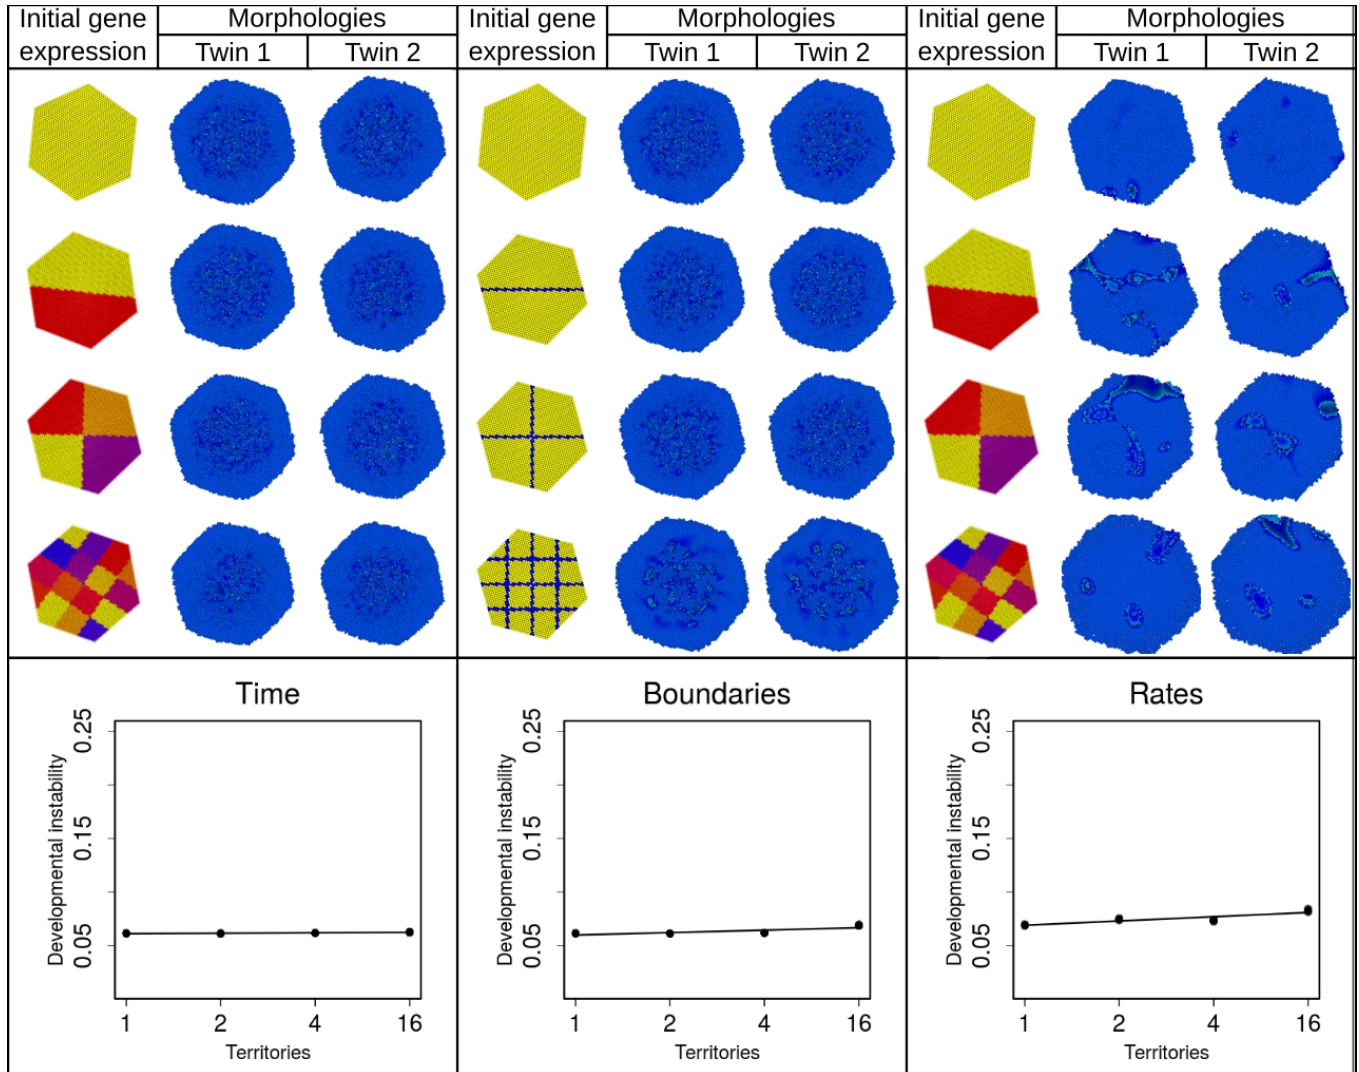 Initial gene
expression
Morphologies
Twin 1
Twin 2
Initial gene
expression
Morphologies
Twin 1
Twin 2
Initial gene
expression
Morphologies
Twin 1
Twin 2
Time
Developmental instability
0.25
0.15
0.05
1 2 4 16
Territories
Boundaries
Developmental instability
0.25
0.15
0.05
1 2 4 16
Territories
Rates
Developmental instability
0.25
0.15
0.05
1 2 4 16
Territories